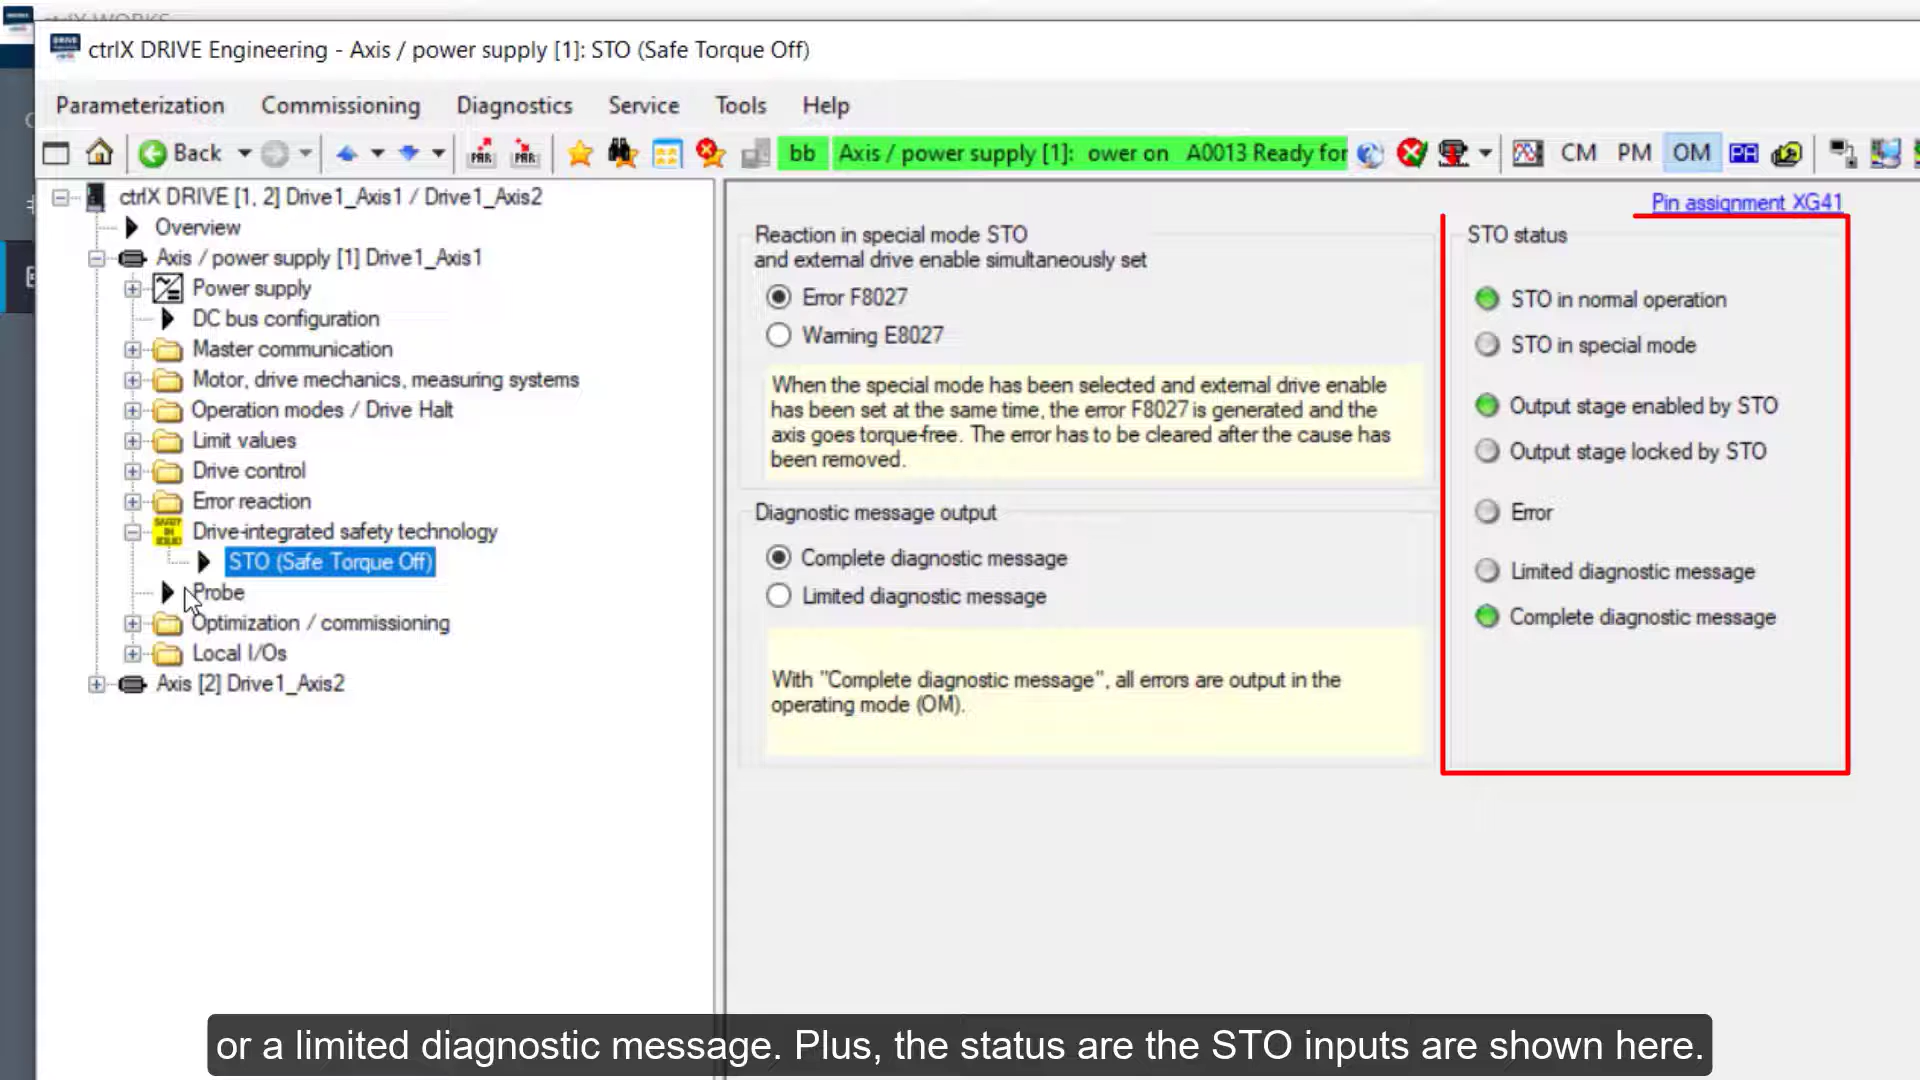 ctrlX DRIVE Engineering - Axis / power supply [1]: STO (Safe Torque Off)
Parameterization Commissioning Diagnostics Service Tools Help
Back PAR PAR bb Axis / power supply [1]: ower on A0013 Ready for CM PM OM PA
ctrlX DRIVE [1, 2] Drive1_Axis1 / Drive1_Axis2
Overview
Axis / power supply [1] Drive1_Axis1
Power supply
DC bus configuration
Master communication
Motor, drive mechanics, measuring systems
Operation modes / Drive Halt
Limit values
Drive control
Error reaction
Drive-integrated safety technology
STO (Safe Torque Off)
Probe
Optimization / commissioning
Local I/Os
Axis [2] Drive1_Axis2
Pin assignment XG41
Reaction in special mode STO
and external drive enable simultaneously set
Error F8027
Warning E8027
When the special mode has been selected and external drive enable
has been set at the same time, the error F8027 is generated and the
axis goes torque-free. The error has to be cleared after the cause has
been removed.
Diagnostic message output
Complete diagnostic message
Limited diagnostic message
With "Complete diagnostic message", all errors are output in the
operating mode (OM).
STO status
STO in normal operation
STO in special mode
Output stage enabled by STO
Output stage locked by STO
Error
Limited diagnostic message
Complete diagnostic message
or a limited diagnostic message. Plus, the status are the STO inputs are shown here.